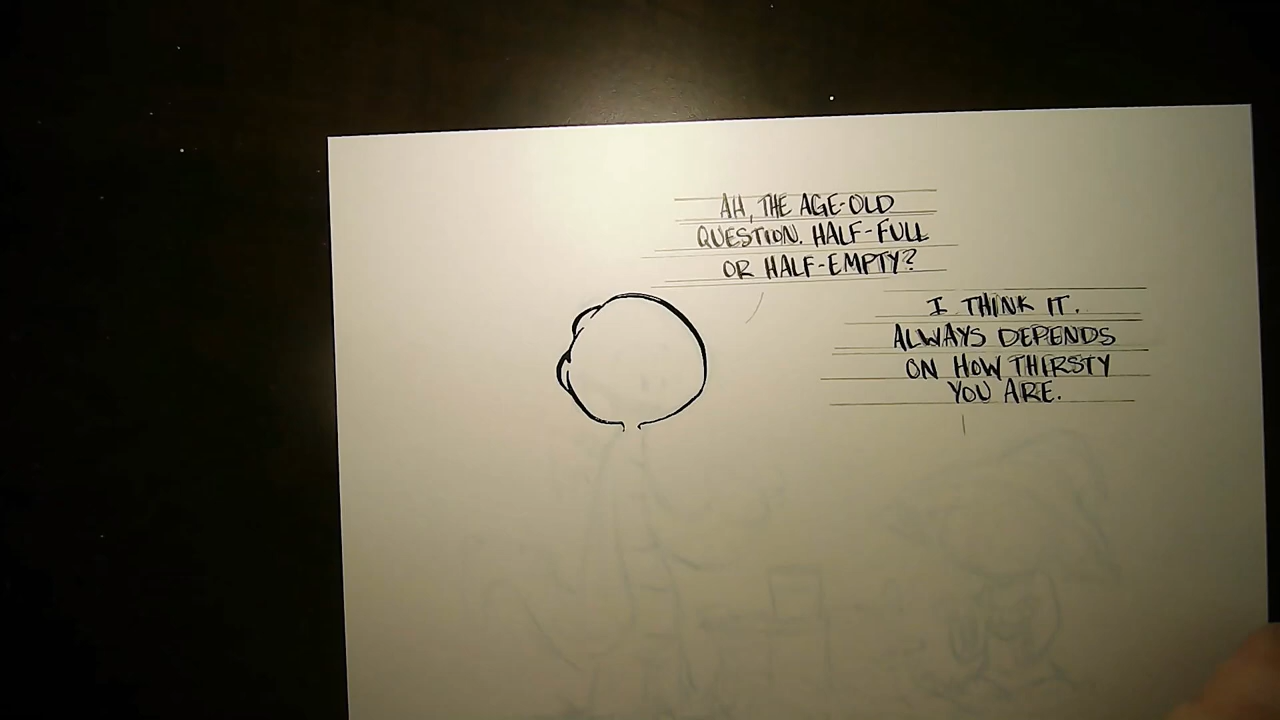 AH, THE AGE-OLD
QUESTION. HALF-FULL
OR HALF-EMPTY?
I THINK IT.
ALWAYS DEPENDS
ON HOW THIRSTY
YOU ARE.